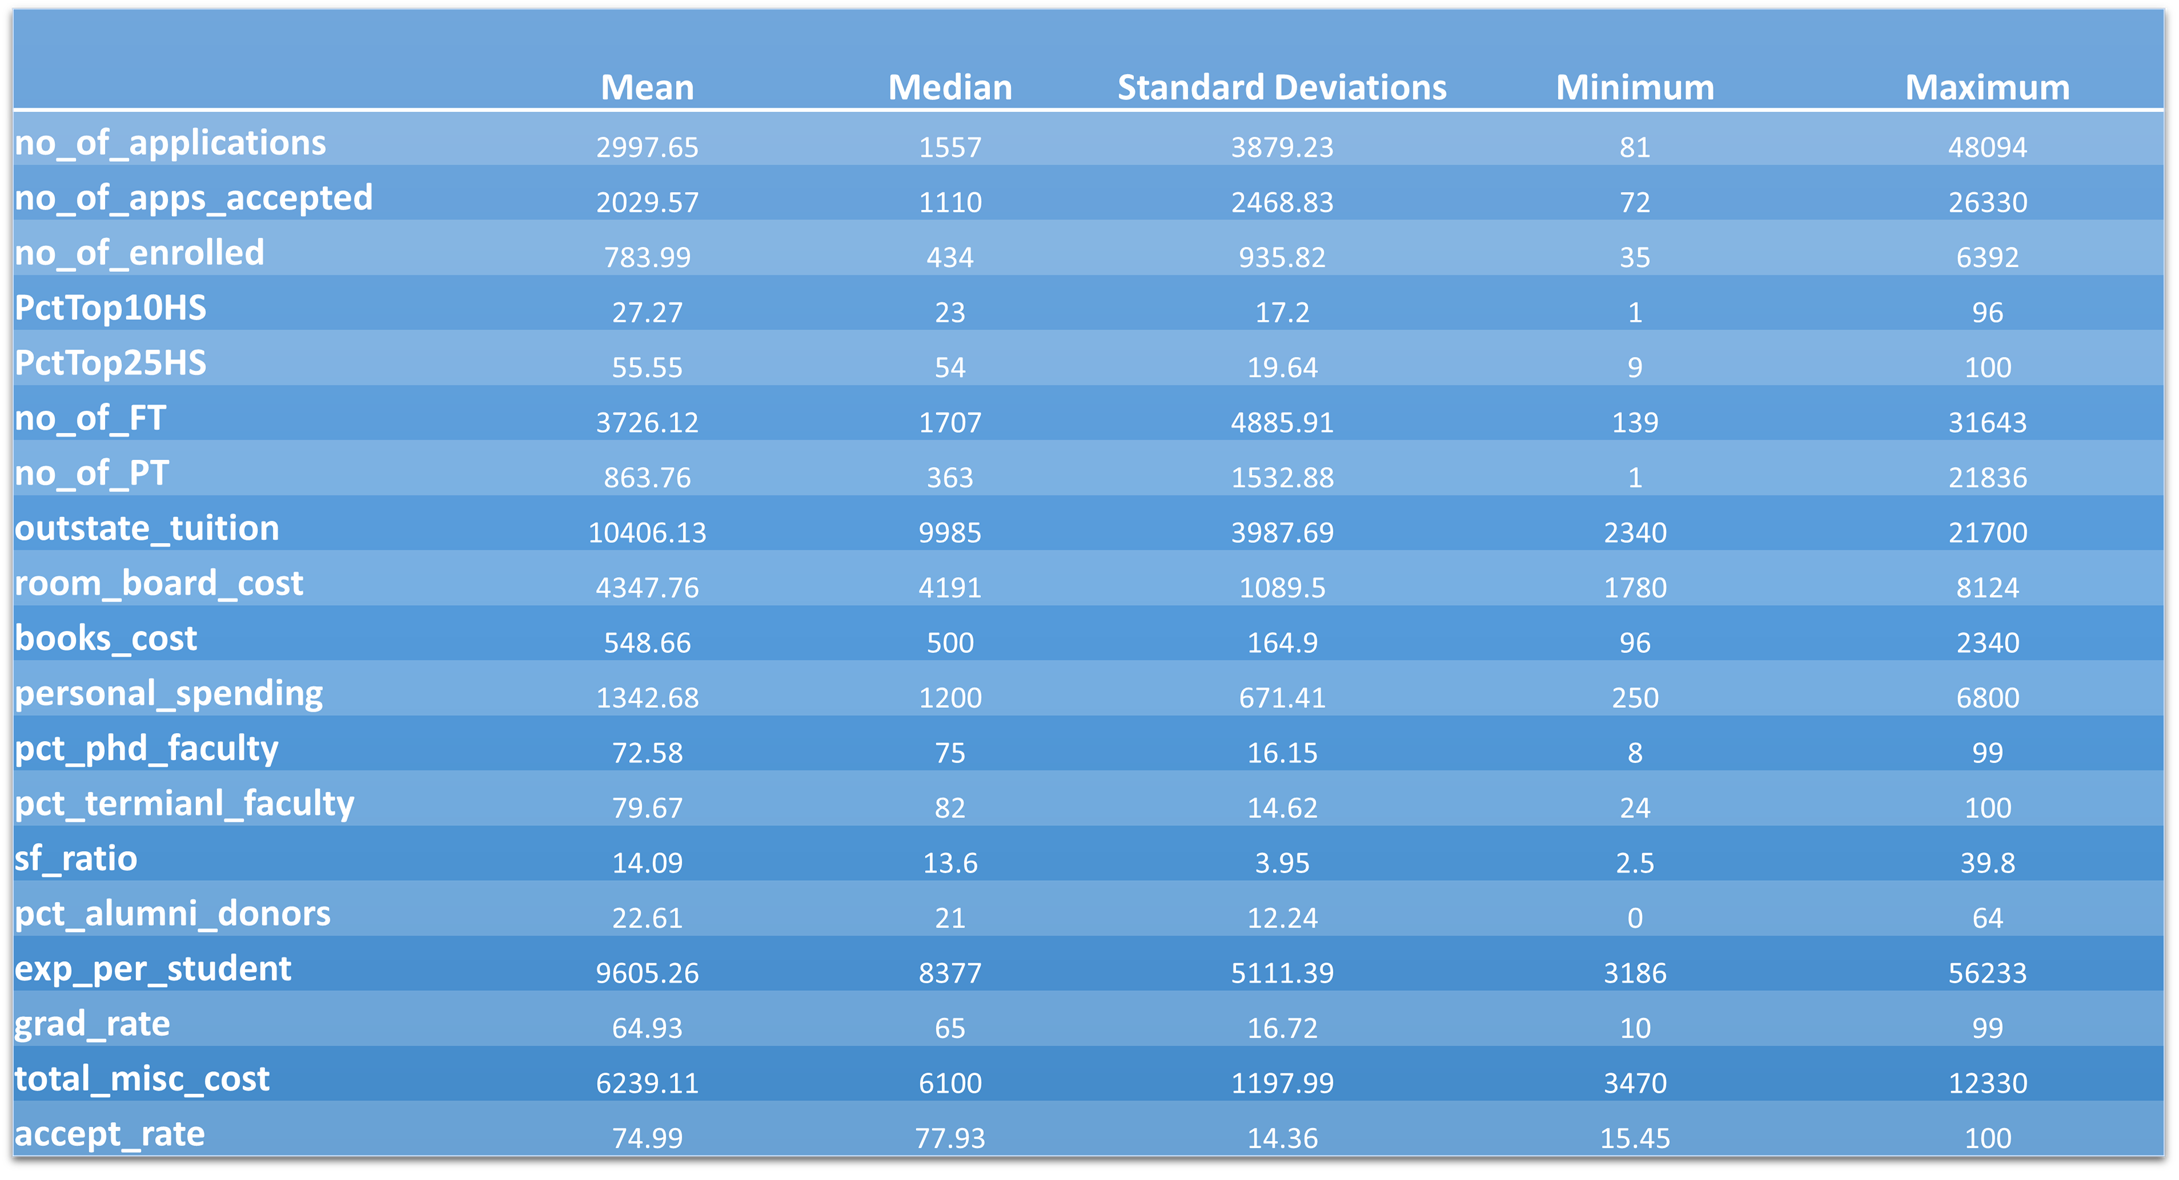 Mean Median Standard Deviations Minimum Maximum
no_of_applications 2997.65 1557 3879.23 81 48094
no_of_apps_accepted 2029.57 1110 2468.83 72 26330
no_of_enrolled 783.99 434 935.82 35 6392
PctTop10HS 27.27 23 17.2 1 96
PctTop25HS 55.55 54 19.64 9 100
no_of_FT 3726.12 1707 4885.91 139 31643
no_of_PT 863.76 363 1532.88 1 21836
outstate_tuition 10406.13 9985 3987.69 2340 21700
room_board_cost 4347.76 4191 1089.5 1780 8124
books_cost 548.66 500 164.9 96 2340
personal_spending 1342.68 1200 671.41 250 6800
pct_phd_faculty 72.58 75 16.15 8 99
pct_termianl_faculty 79.67 82 14.62 24 100
sf_ratio 14.09 13.6 3.95 2.5 39.8
pct_alumni_donors 22.61 21 12.24 0 64
exp_per_student 9605.26 8377 5111.39 3186 56233
grad_rate 64.93 65 16.72 10 99
total_misc_cost 6239.11 6100 1197.99 3470 12330
accept_rate 74.99 77.93 14.36 15.45 100